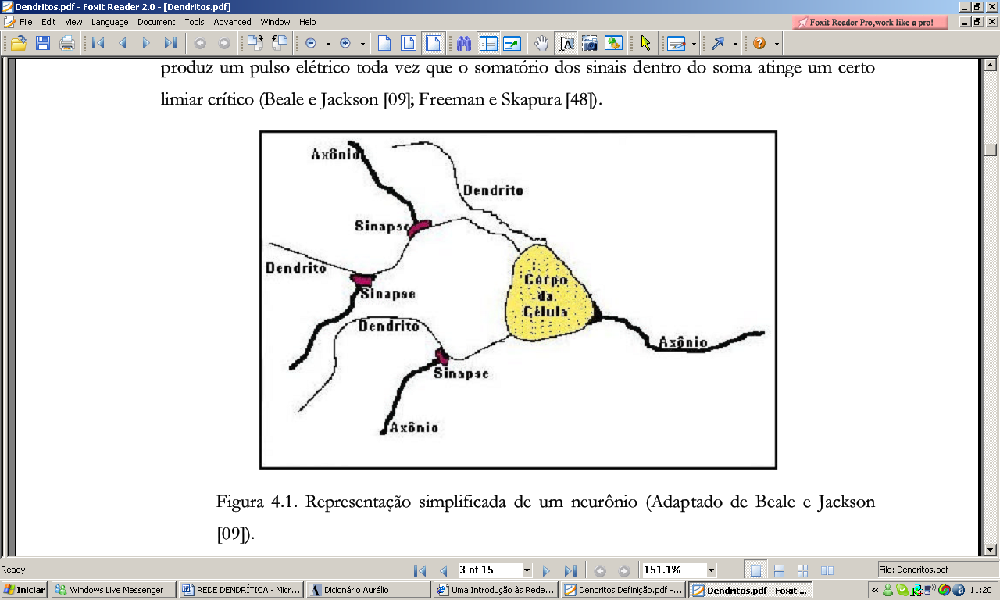 Dendritos.pdf - Foxit Reader 2.0 - [Dendritos.pdf]
File Edit View Language Document Tools Advanced Window Help
Foxit Reader Pro,work like a pro!
produz um pulso elétrico toda vez que o somatório dos sinais dentro do soma atinge um certo
limiar crítico (Beale e Jackson [09]; Freeman e Skapura [48]).
Axônio
Dendrito
Sinapse
Dendrito
Sinapse
Corpo
da
Célula
Dendrito
Axônio
Sinapse
Axônio
Figura 4.1. Representação simplificada de um neurônio (Adaptado de Beale e Jackson
[09]).
Ready
3 of 15
151.1%
File: Dendritos.pdf
Iniciar
Windows Live Messenger
REDE DENDRÍTICA - Micr...
Dicionário Aurélio
Uma Introdução às Rede...
Dendritos Definição.pdf -...
Dendritos.pdf - Foxit ...
11:20